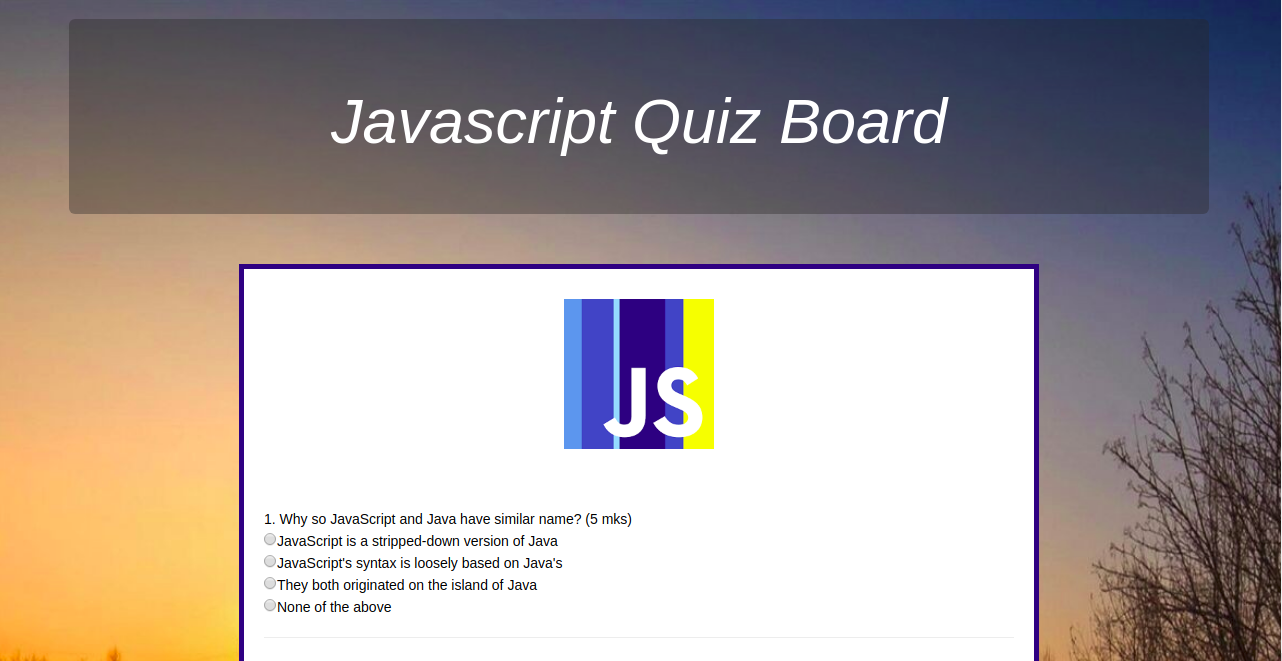 Javascript Quiz Board
JS
1. Why so JavaScript and Java have similar name? (5 mks)
JavaScript is a stripped-down version of Java
JavaScript's syntax is loosely based on Java's
They both originated on the island of Java
None of the above